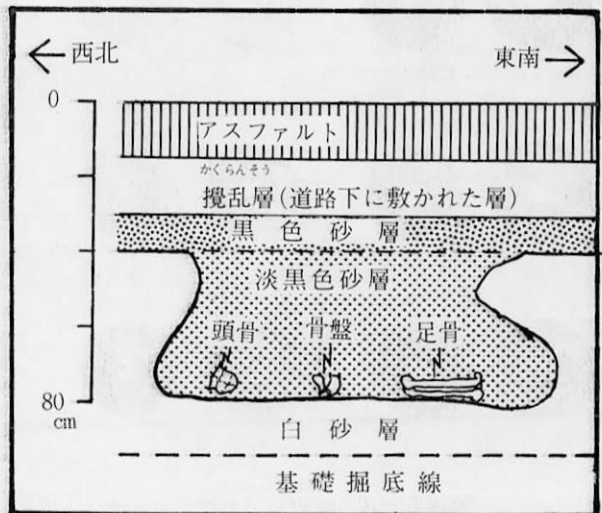 西北
東南
0
アスファルト
かくらんそう
攪乱層(道路下に敷かれた層)
黒色砂層
淡黒色砂層
頭骨 骨盤 足骨
80
cm
白砂層
基礎掘底線